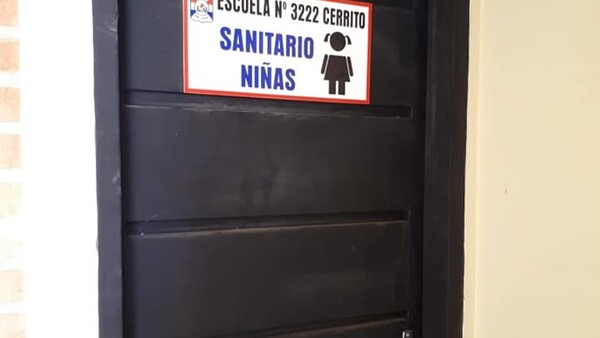 ESCUELA Nº 3222 CERRITO
SANITARIO
NIÑAS